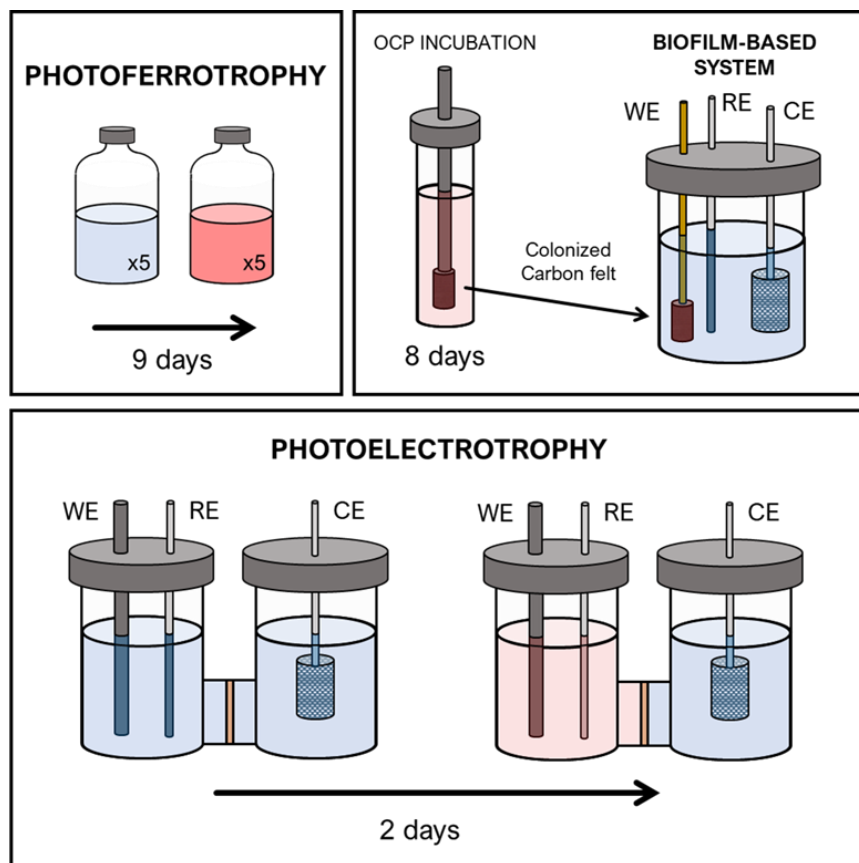 PHOTOFERROTROPHY
x5
x5
9 days
OCP INCUBATION
8 days
Colonized
Carbon felt
BIOFILM-BASED
SYSTEM
WE
RE
CE
PHOTOELECTROTROPHY
WE
RE
CE
WE
RE
CE
2 days